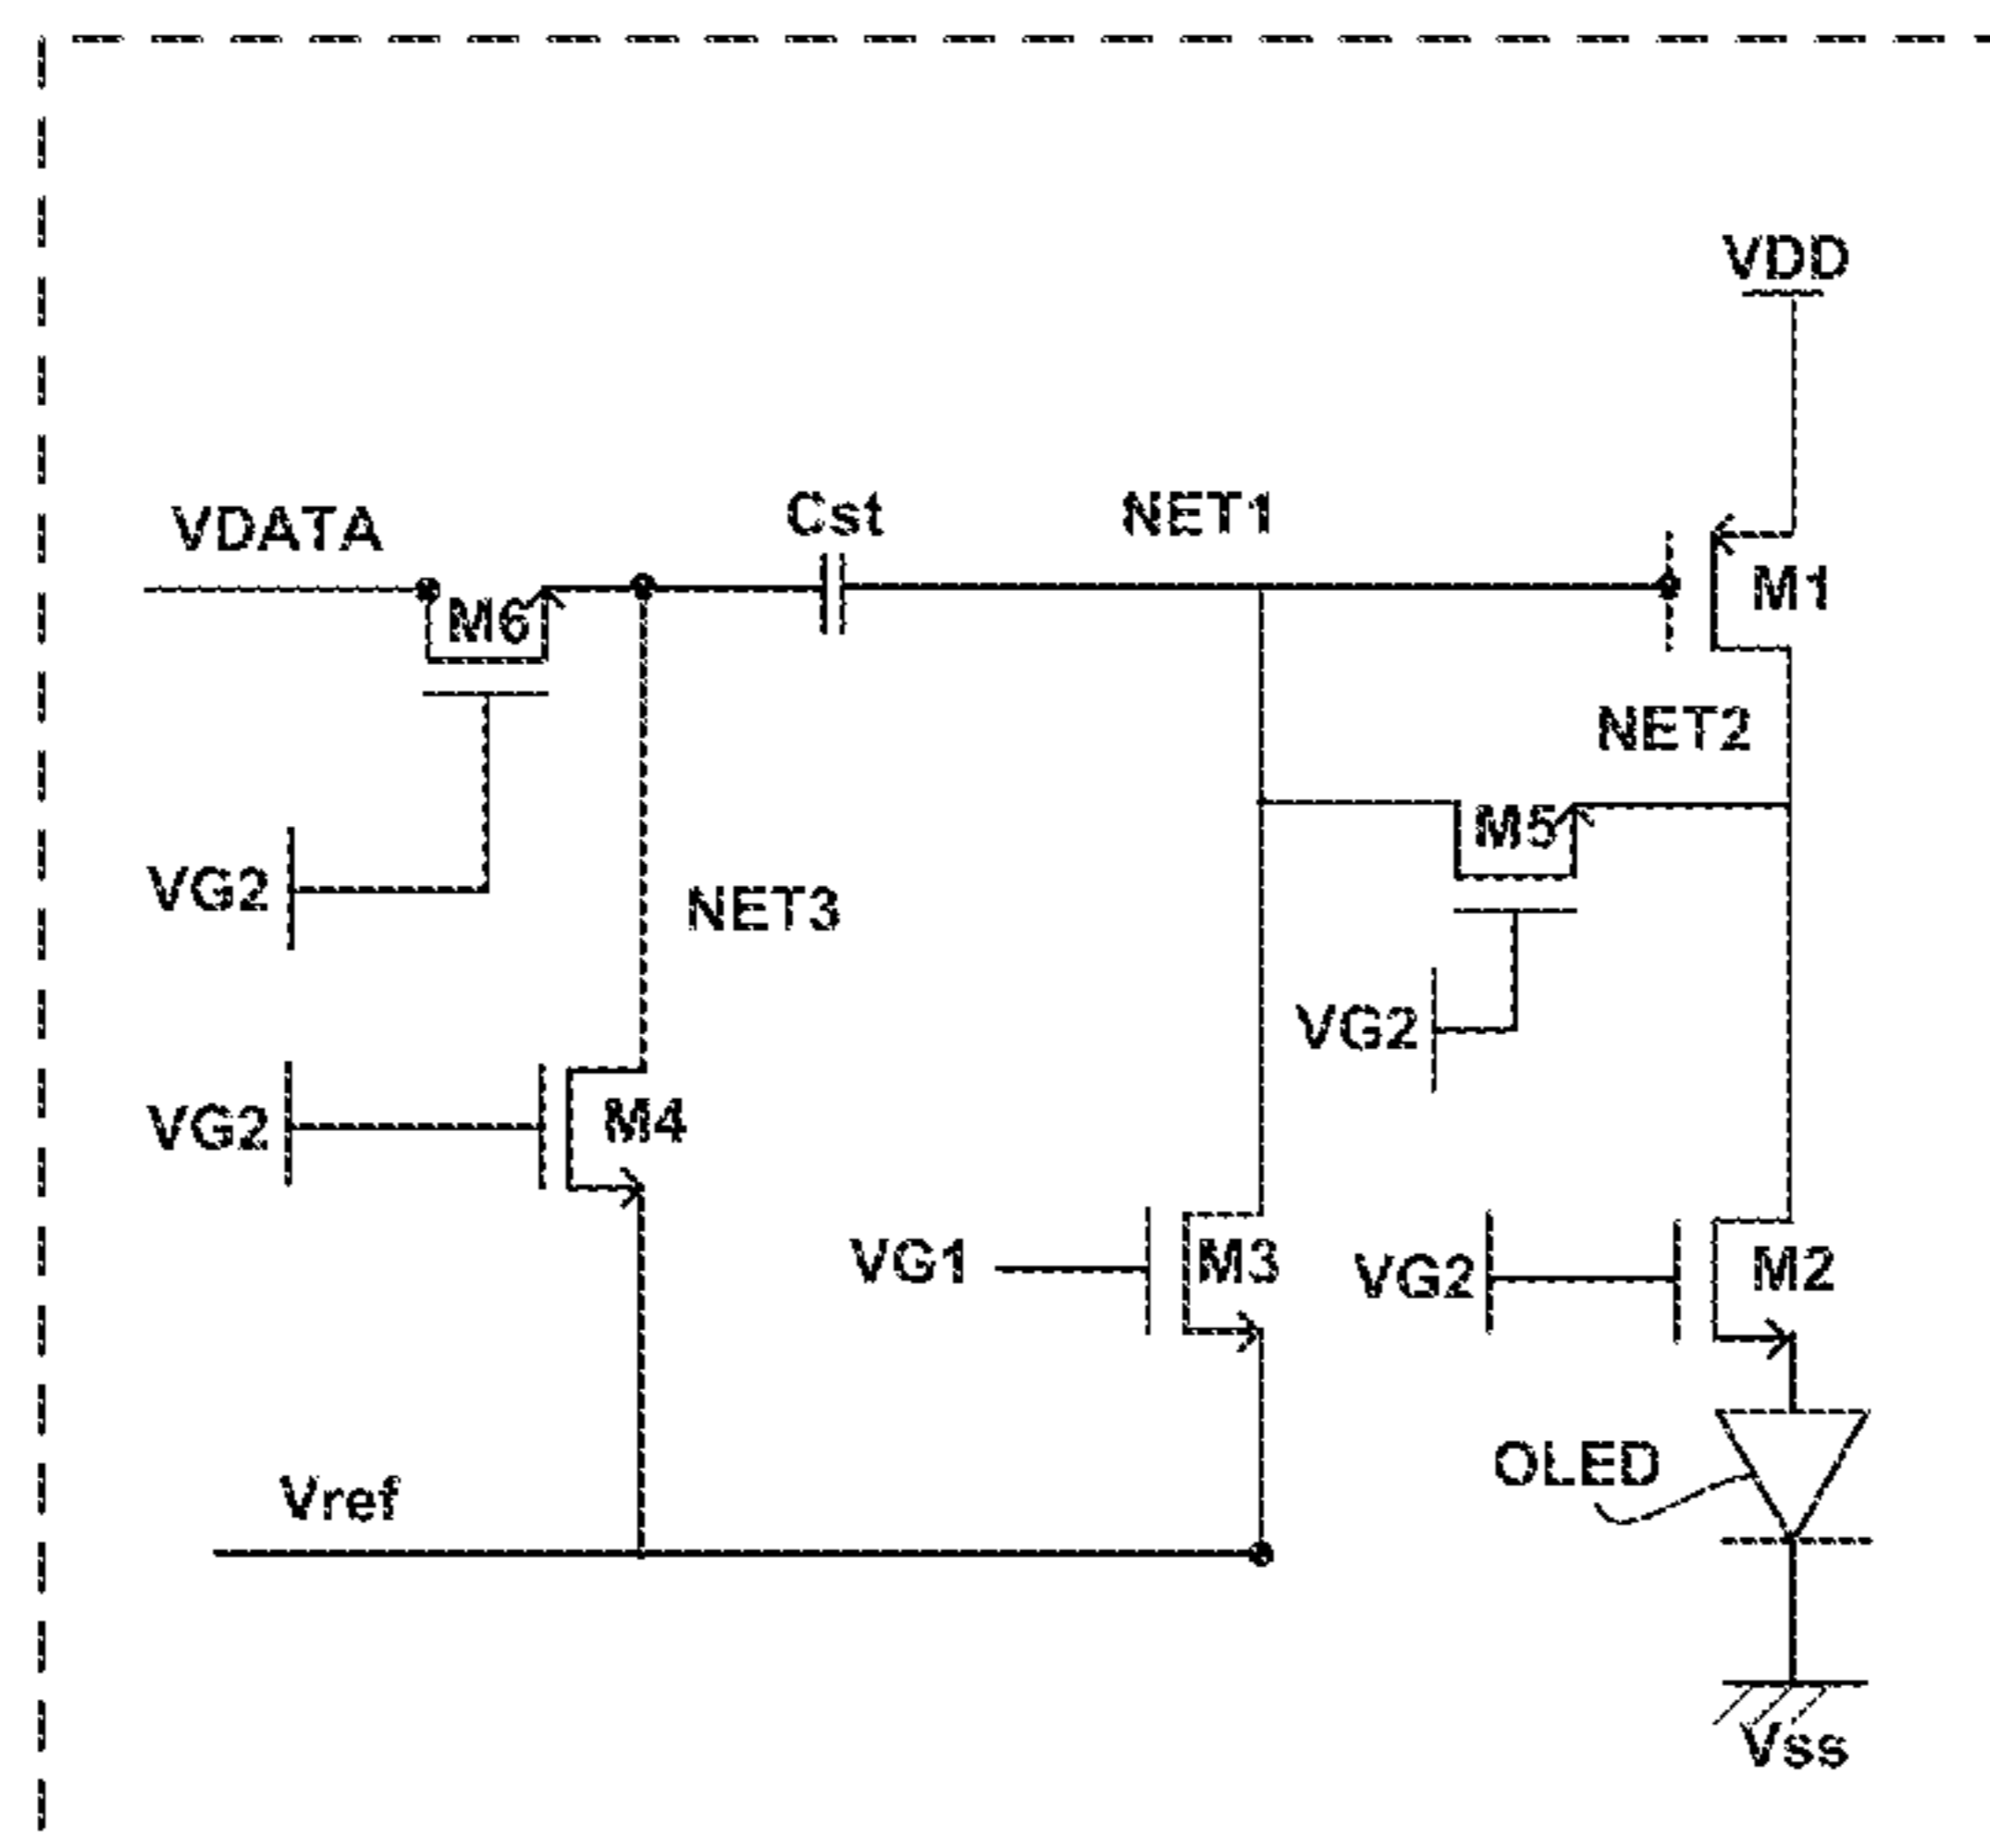 VDD
VDATA
Cst
NET1
M1
M6
NET2
M5
VG2
NET3
VG2
VG2
M4
VG1
M3
VG2
M2
OLED
Vref
Vss